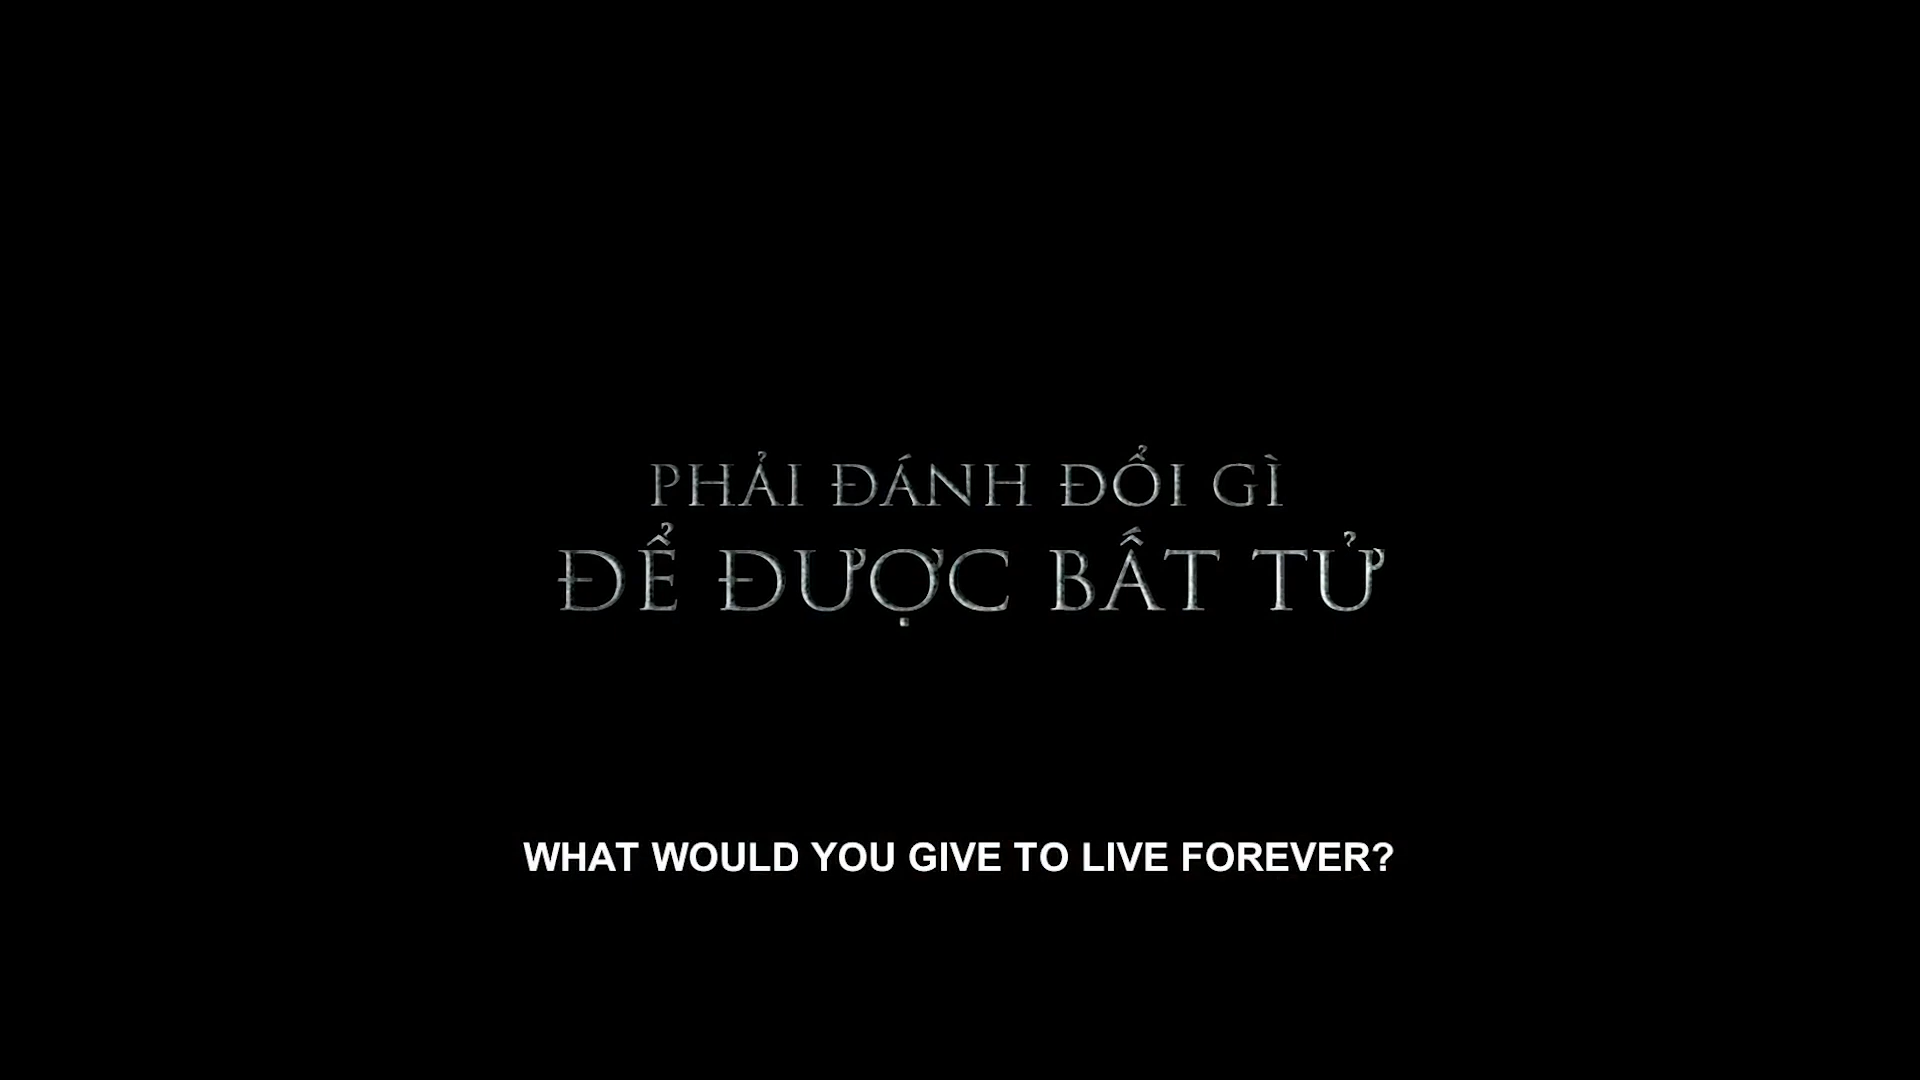 PHẢI ĐÁNH ĐỔI GÌ
ĐỂ ĐƯỢC BẤT TỬ
WHAT WOULD YOU GIVE TO LIVE FOREVER?